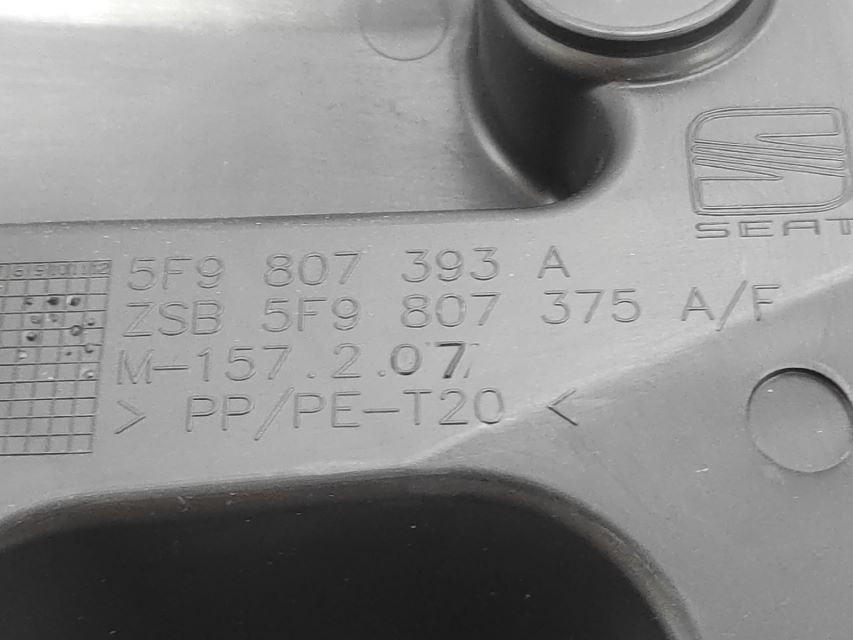 SEAT
5F9 807 393 A
ZSB 5F9 807 375 A/F
M-157.2.07
> PP/PE-T20 <